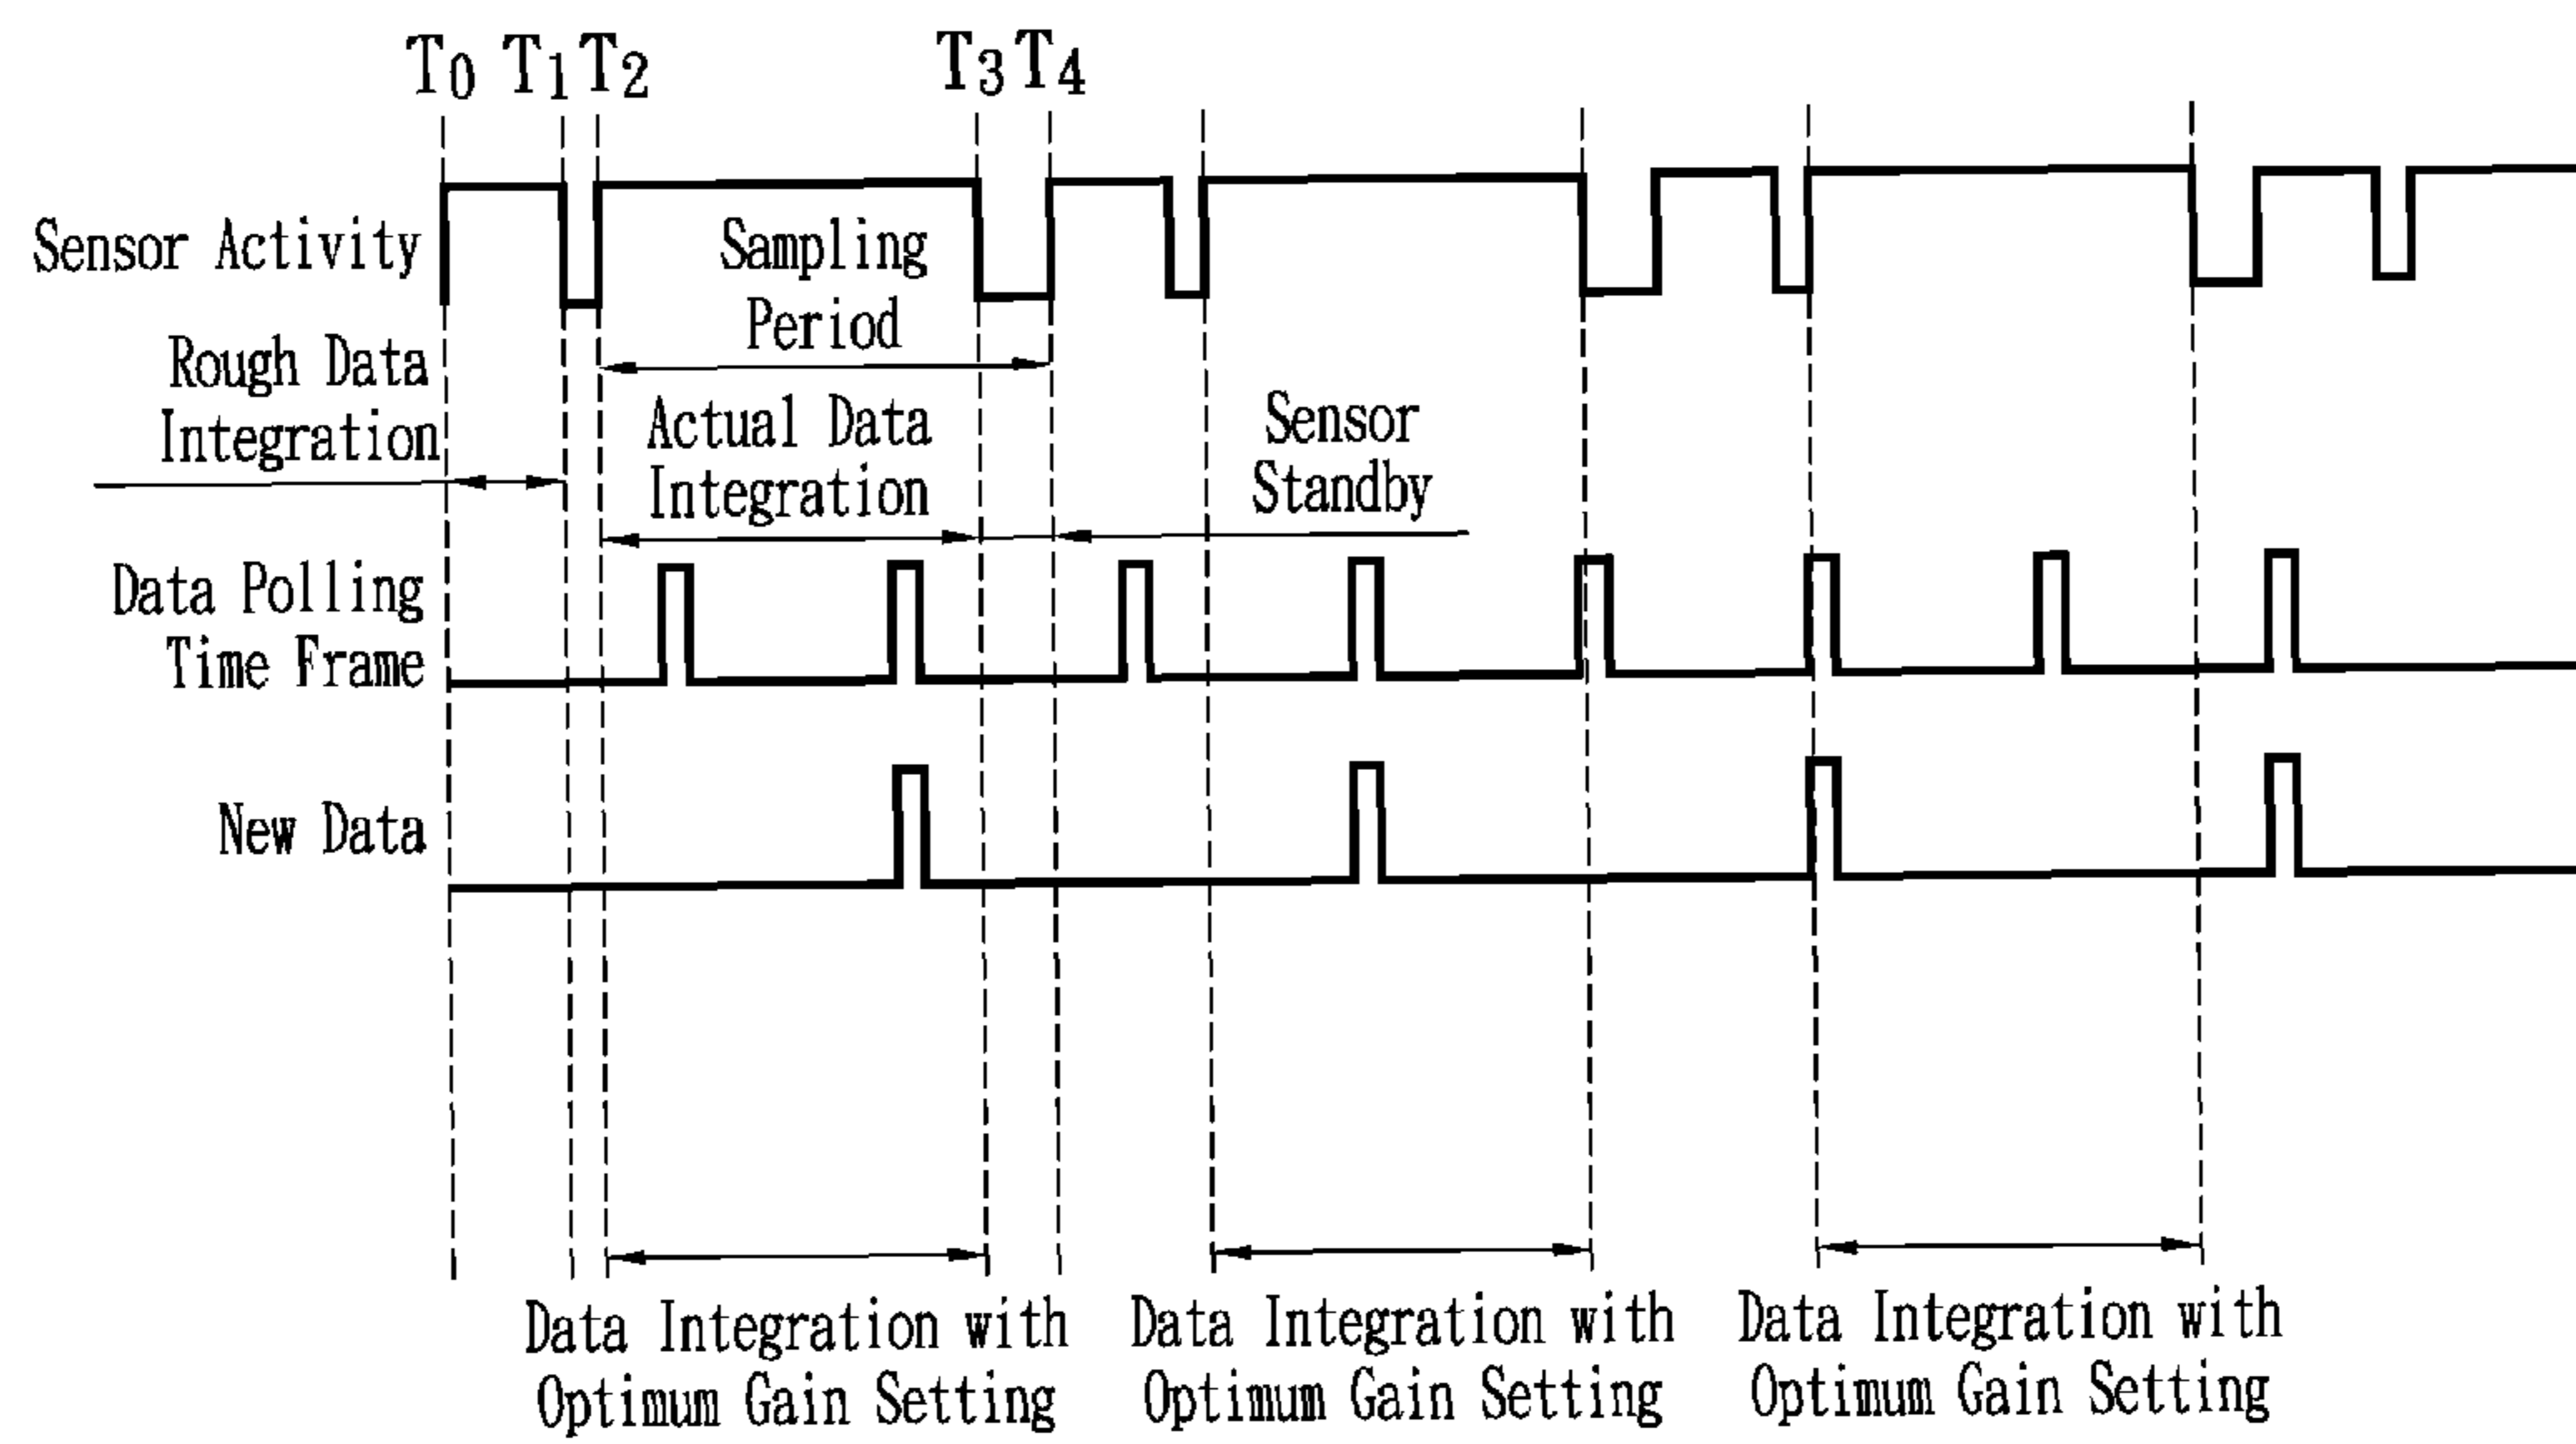 T0 T1 T2 T3 T4
Sensor Activity
Sampling
Period
Rough Data
Integration
Actual Data
Integration
Sensor
Standby
Data Polling
Time Frame
New Data
Data Integration with
Optimum Gain Setting
Data Integration with
Optimum Gain Setting
Data Integration with
Optimum Gain Setting